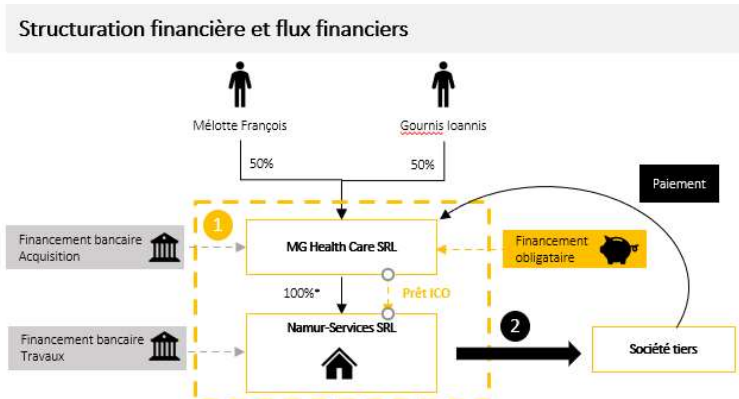 Structuration financière et flux financiers
Mélotte François
Gournis Ioannis
50%
50%
Paiement
1
Financement bancaire
Acquisition
MG Health Care SRL
Financement
obligataire
100%*
Prêt ICO
Financement bancaire
Travaux
Namur-Services SRL
2
Société tiers